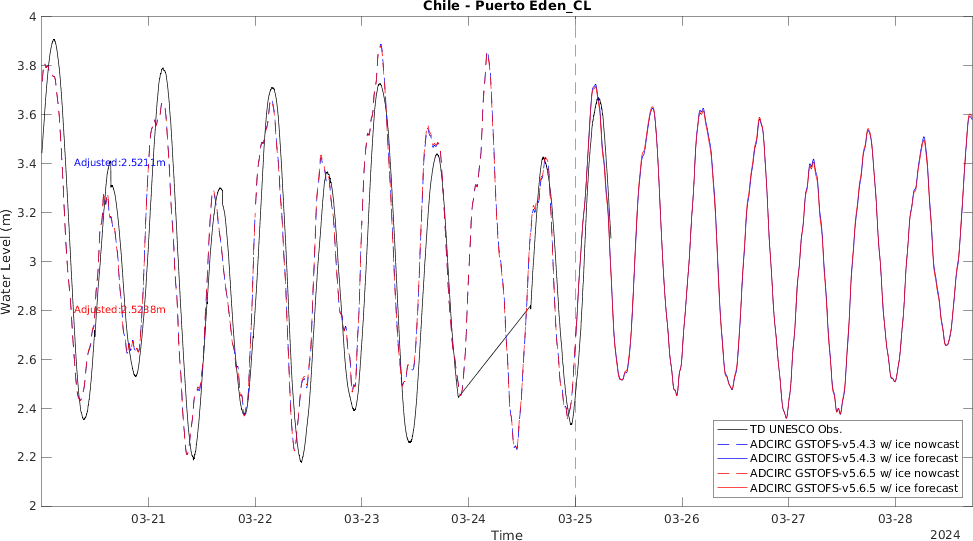 Chile - Puerto Eden_CL
4
3.8
3.6
3.4
3.2
3
2.8
2.6
2.4
2.2
2
Water Level (m)
Adjusted:2.5211m
Adjusted:2.5238m
TD UNESCO Obs.
ADCIRC GSTOFS-v5.4.3 w/ ice nowcast
ADCIRC GSTOFS-v5.4.3 w/ ice forecast
ADCIRC GSTOFS-v5.6.5 w/ ice nowcast
ADCIRC GSTOFS-v5.6.5 w/ ice forecast
03-21
03-22
03-23
03-24
03-25
03-26
03-27
03-28
Time
2024